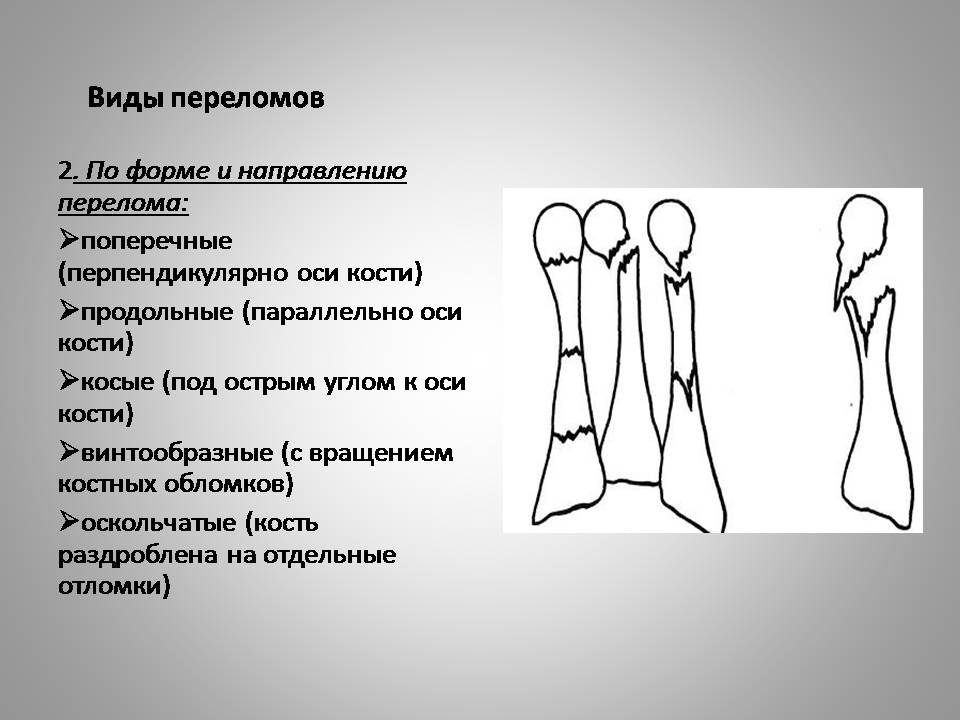 Виды переломов
2. По форме и направлению
перелома:
➢поперечные
(перпендикулярно оси кости)
➢продольные (параллельно оси
кости)
➢косые (под острым углом к оси
кости)
➢винтообразные (с вращением
костных обломков)
➢оскольчатые (кость
раздроблена на отдельные
отломки)